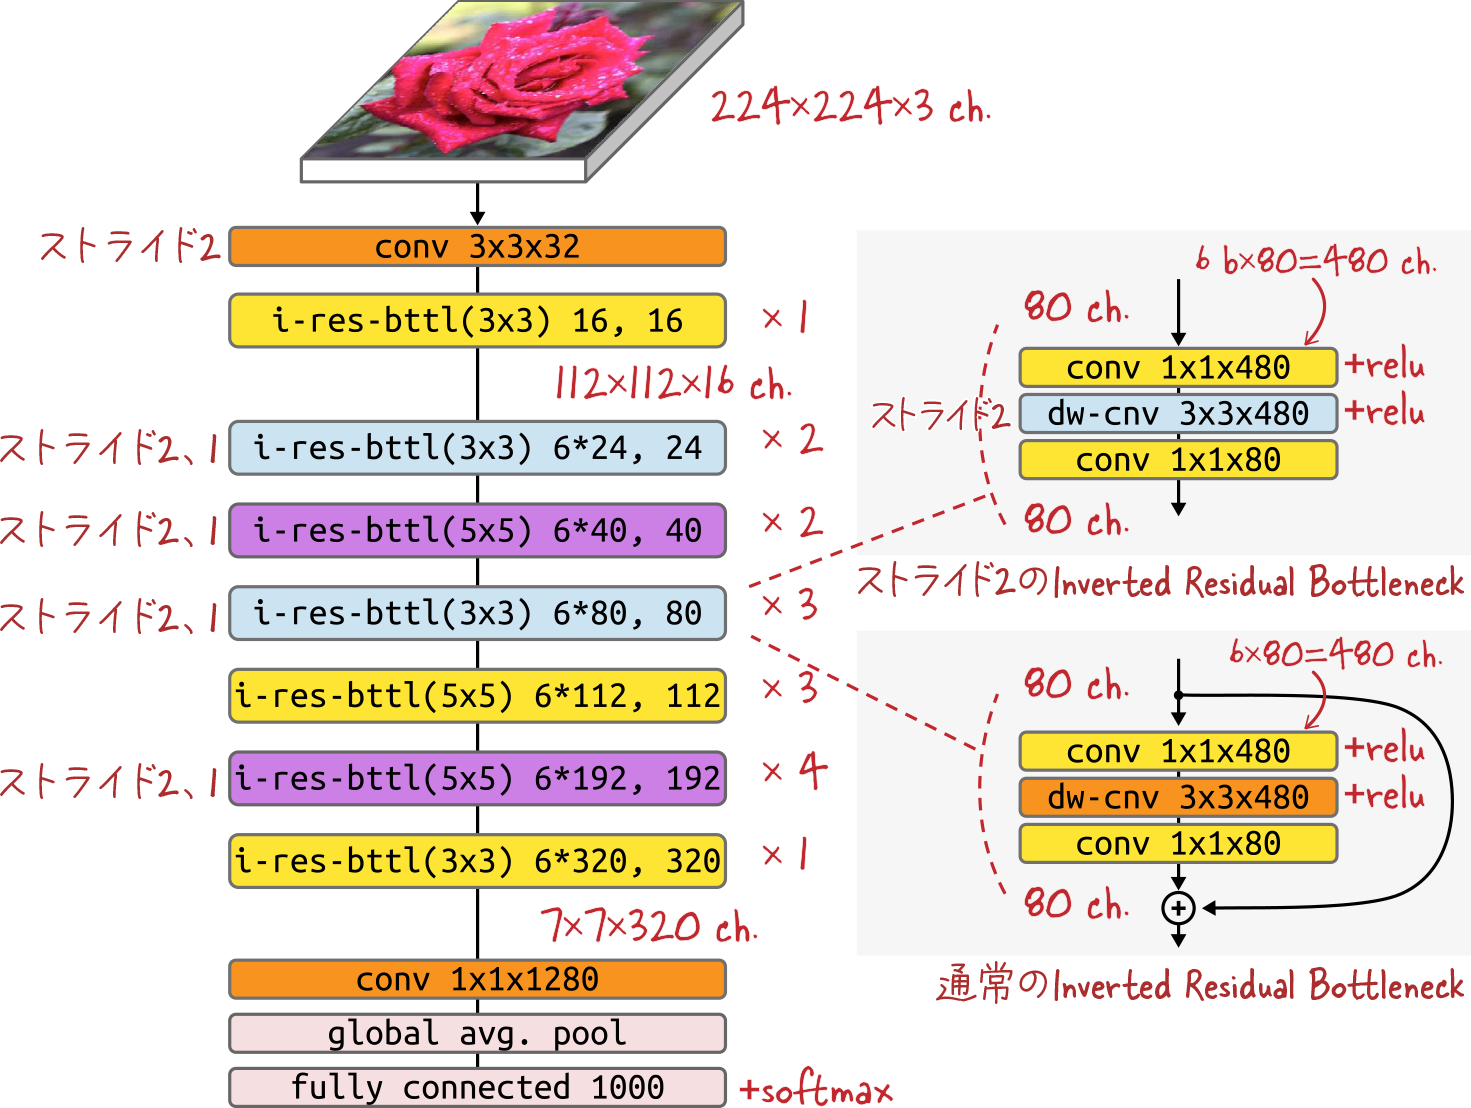 224×224×3 ch.
ストライド2
conv 3x3x32
i-res-bttl(3x3) 16, 16
×1
112×112×16 ch.
ストライド2、1
i-res-bttl(3x3) 6*24, 24
×2
ストライド2、1
i-res-bttl(5x5) 6*40, 40
×2
ストライド2、1
i-res-bttl(3x3) 6*80, 80
×3
i-res-bttl(5x5) 6*112, 112
×3
ストライド2、1
i-res-bttl(5x5) 6*192, 192
×4
i-res-bttl(3x3) 6*320, 320
×1
7×7×320 ch.
conv 1x1x1280
global avg. pool
fully connected 1000
+softmax
6 6×80=480 ch.
80 ch.
conv 1x1x480
+relu
ストライド2
dw-cnv 3x3x480
+relu
conv 1x1x80
80 ch.
ストライド2のInverted Residual Bottleneck
6×80=480 ch.
80 ch.
conv 1x1x480
+relu
dw-cnv 3x3x480
+relu
conv 1x1x80
80 ch.
+
通常のInverted Residual Bottleneck